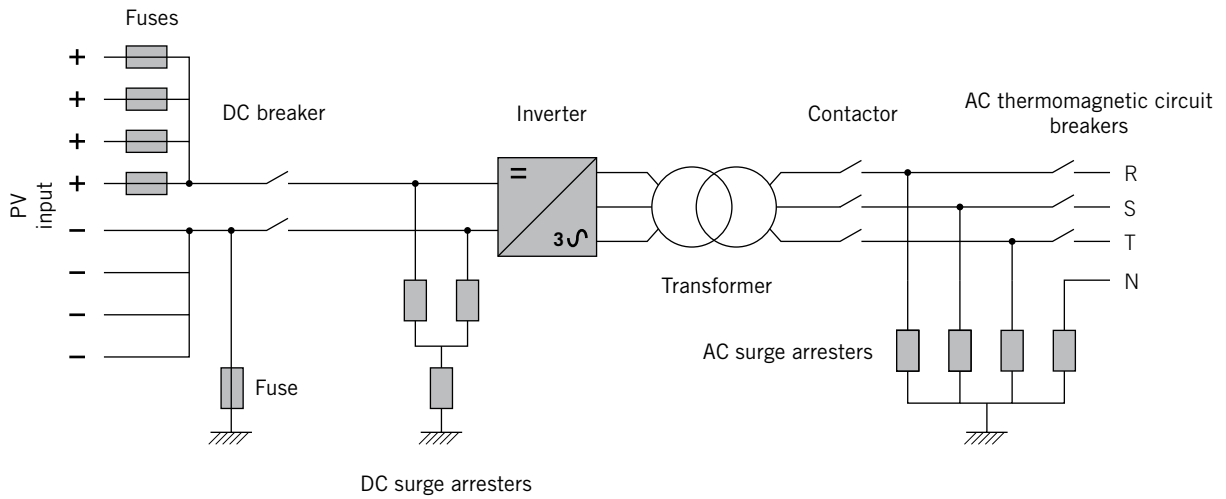 Fuses
+
+
+
+
PV
input
−
−
−
−
DC breaker
Inverter
=
3
Contactor
AC thermomagnetic circuit
breakers
R
S
T
N
Transformer
AC surge arresters
Fuse
DC surge arresters